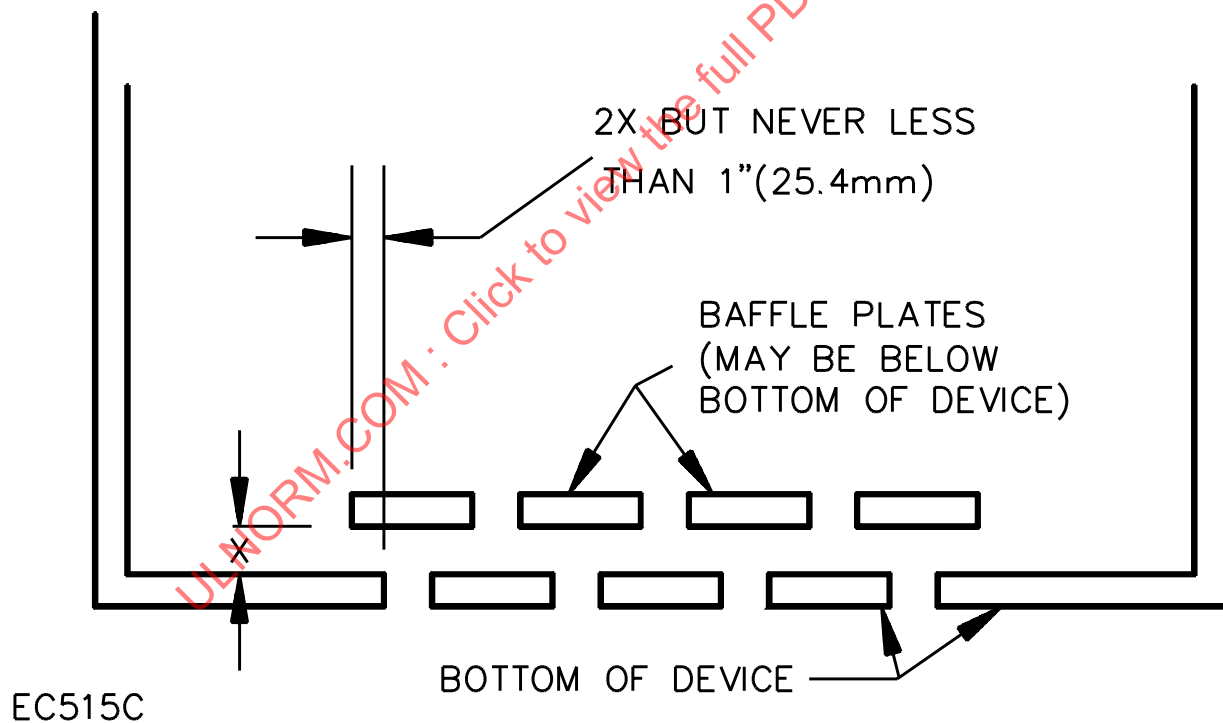 2X BUT NEVER LESS
THAN 1"(25.4mm)
BAFFLE PLATES
(MAY BE BELOW
BOTTOM OF DEVICE)
X
BOTTOM OF DEVICE
EC515C
ULNORM.COM : Click to view the full PD